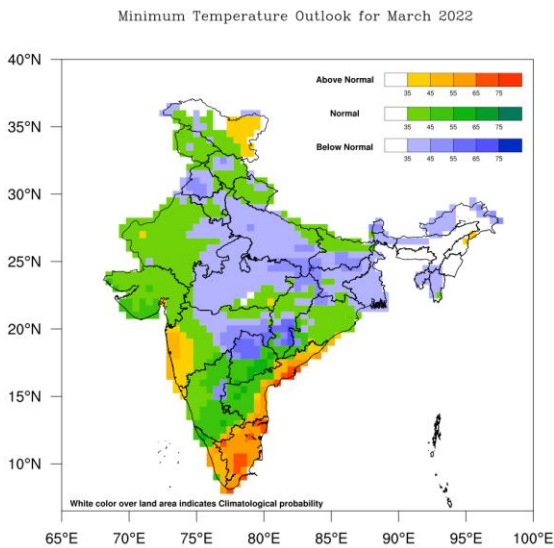 Minimum Temperature Outlook for March 2022
40°N
35°N
30°N
25°N
20°N
15°N
10°N
Above Normal
35 45 55 65 75
Normal
35 45 55 65 75
Below Normal
35 45 55 65 75
White color over land area indicates Climatological probability
65°E 70°E 75°E 80°E 85°E 90°E 95°E 100°E